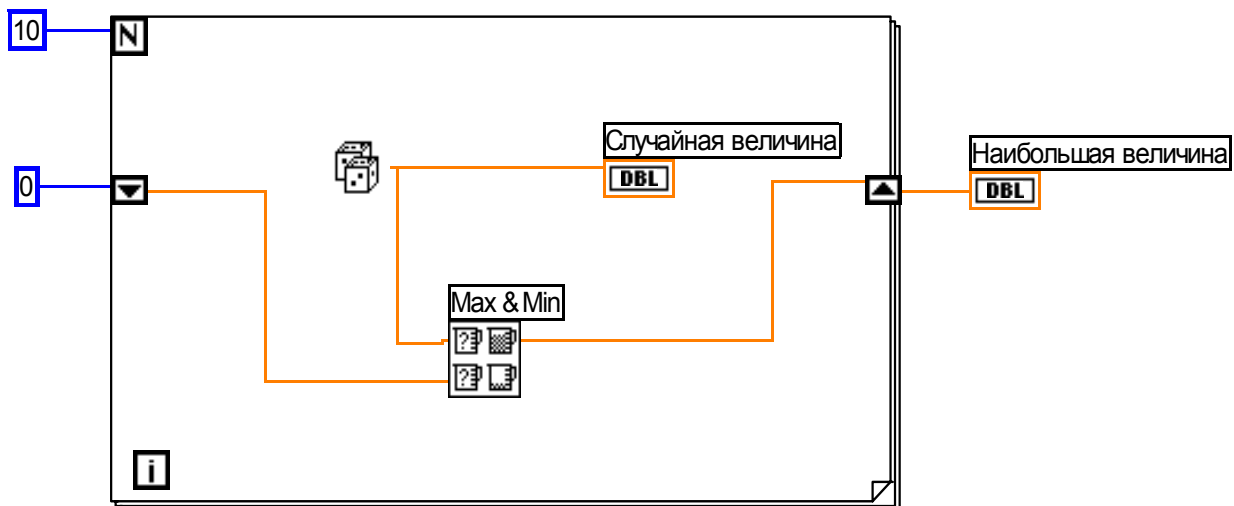 10
N
Случайная величина
DBL
Наибольшая величина
DBL
0
Max & Min
? 
?
i